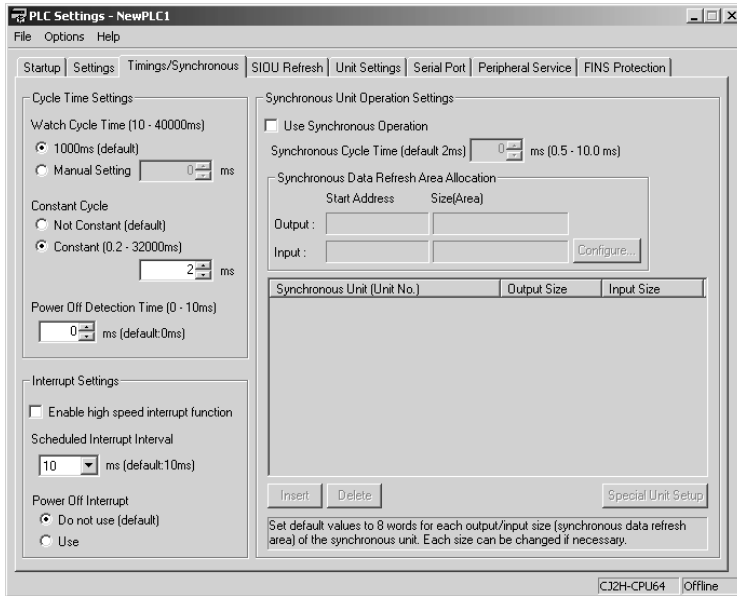 PLC Settings - NewPLC1
File Options Help
Startup Settings Timings/Synchronous SIOU Refresh Unit Settings Serial Port Peripheral Service FINS Protection
Cycle Time Settings
Watch Cycle Time (10 - 40000ms)
1000ms (default)
Manual Setting 0 ms
Constant Cycle
Not Constant (default)
Constant (0.2 - 32000ms)
2 ms
Power Off Detection Time (0 - 10ms)
0 ms (default:0ms)
Interrupt Settings
Enable high speed interrupt function
Scheduled Interrupt Interval
10 ms (default:10ms)
Power Off Interrupt
Do not use (default)
Use
Synchronous Unit Operation Settings
Use Synchronous Operation
Synchronous Cycle Time (default 2ms) 0 ms (0.5 - 10.0 ms)
Synchronous Data Refresh Area Allocation
Start Address Size(Area)
Output :
Input : Configure...
Synchronous Unit (Unit No.) Output Size Input Size
Insert Delete Special Unit Setup
Set default values to 8 words for each output/input size (synchronous data refresh
area) of the synchronous unit. Each size can be changed if necessary.
CJ2H-CPU64 Offline